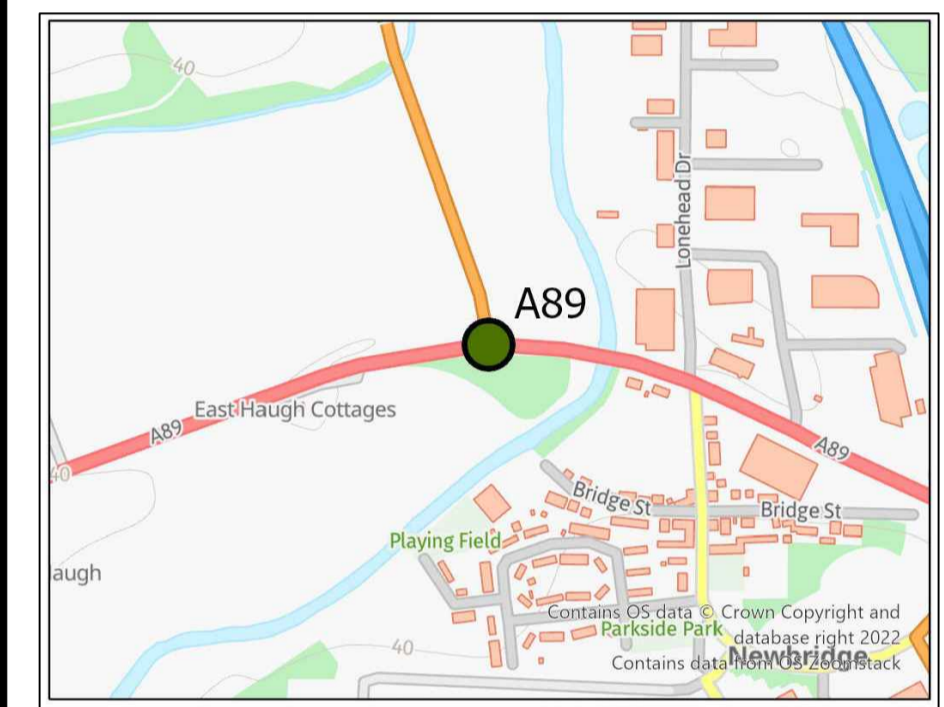 40
Lonehead Dr
A89
East Haugh Cottages
A89
A89
40
Bridge St
Bridge St
Playing Field
laugh
Contains OS data © Crown Copyright and
Parkside Park
database right 2022
40
Newbridge
Contains data from OS Zoomstack